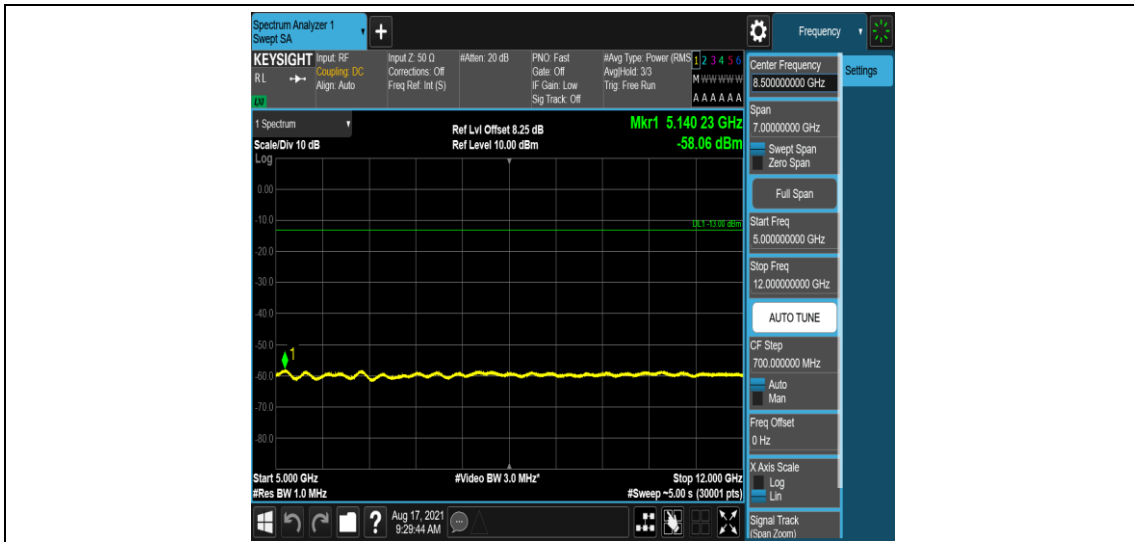 Spectrum Analyzer 1
Swept SA
+
Frequency
KEYSIGHT
RL
LM
Input: RF
Coupling: DC
Align: Auto
Input Z: 50 Ω
Corrections: Off
Freq Ref: Int (S)
#Atten: 20 dB
PNO: Fast
Gate: Off
IF Gain: Low
Sig Track: Off
#Avg Type: Power (RMS
Avg|Hold: 3/3
Trig: Free Run
1 2 3 4 5 6
M W W W W W
A A A A A A
1 Spectrum
Scale/Div 10 dB
Ref Lvl Offset 8.25 dB
Ref Level 10.00 dBm
Mkr1 5.140 23 GHz
-58.06 dBm
Log
0.00
-10.0
DL1 -13.00 dBm
-20.0
-30.0
-40.0
-50.0
1
-60.0
-70.0
-80.0
Start 5.000 GHz
#Res BW 1.0 MHz
#Video BW 3.0 MHz*
Stop 12.000 GHz
#Sweep ~5.00 s (30001 pts)
Center Frequency
8.500000000 GHz
Settings
Span
7.00000000 GHz
Swept Span
Zero Span
Full Span
Start Freq
5.000000000 GHz
Stop Freq
12.000000000 GHz
AUTO TUNE
CF Step
700.000000 MHz
Auto
Man
Freq Offset
0 Hz
X Axis Scale
Log
Lin
Signal Track
(Span Zoom)
?
Aug 17, 2021
9:29:44 AM